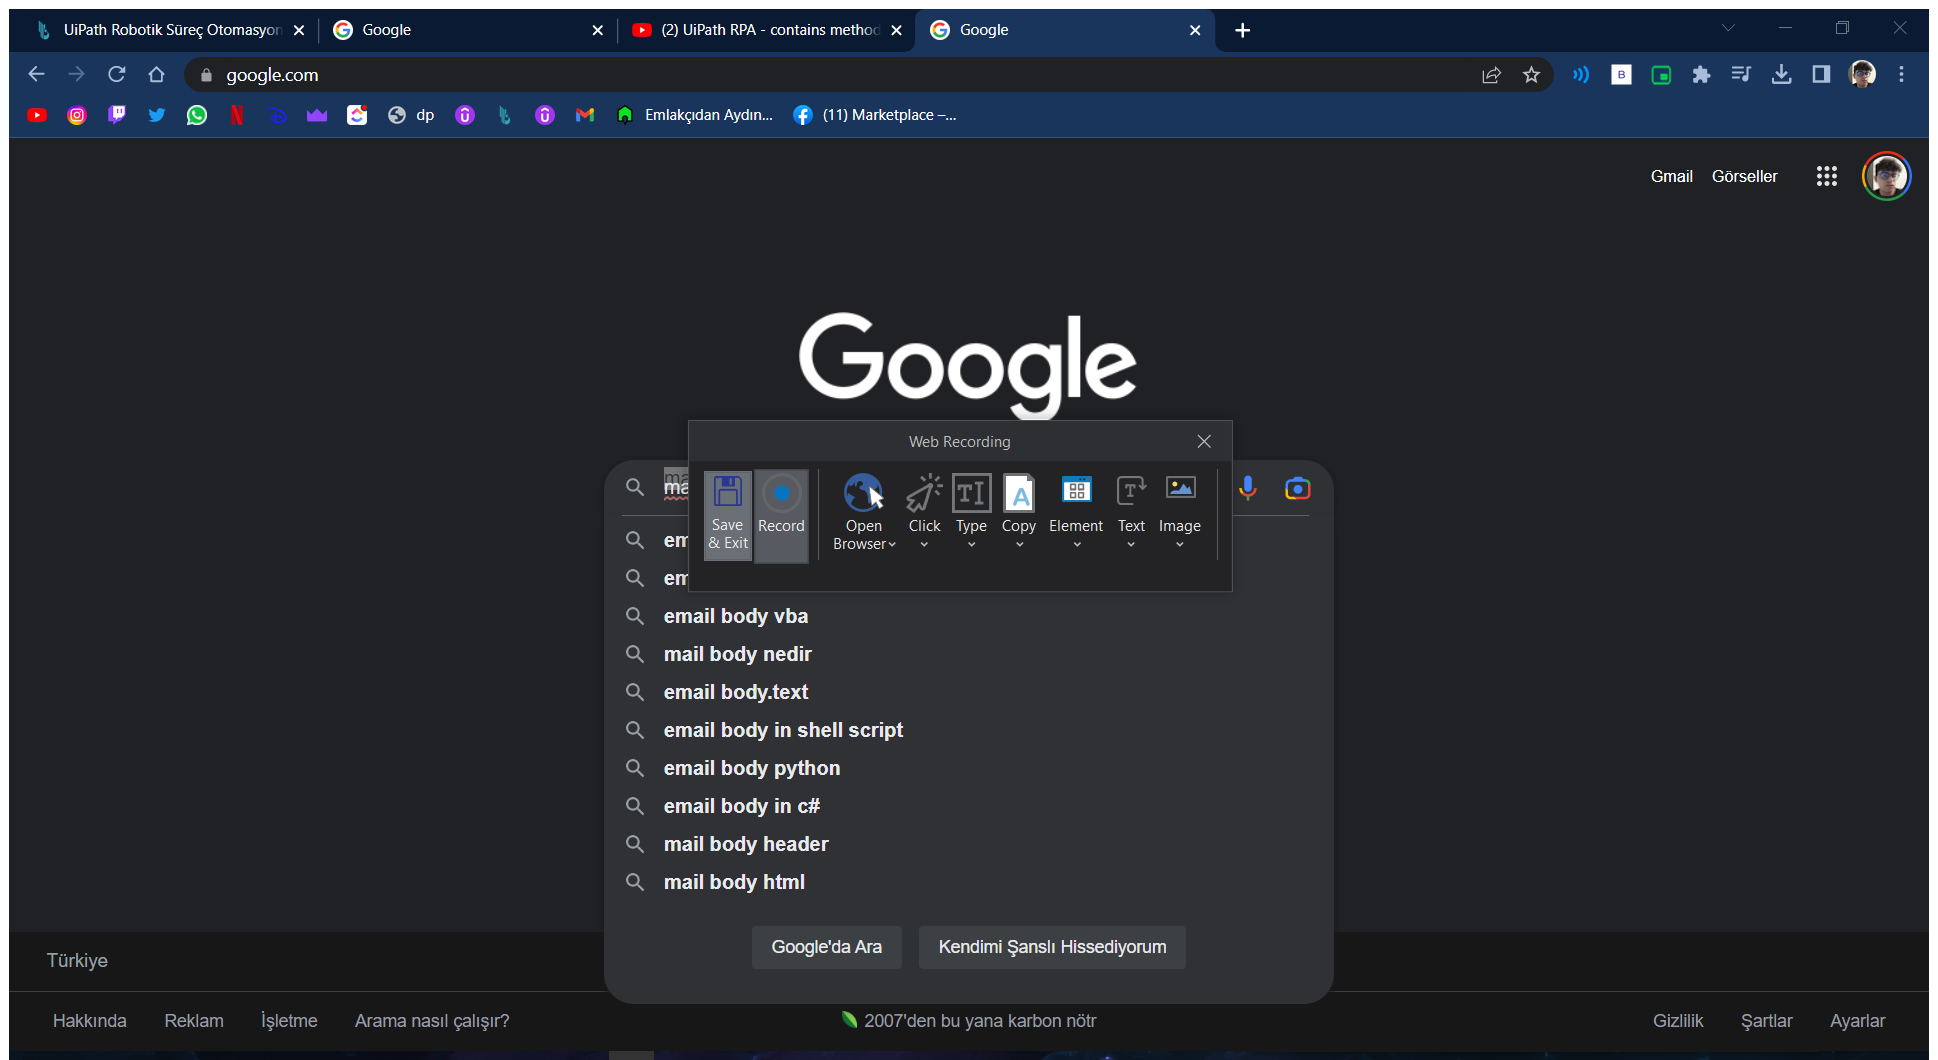 UiPath Robotik Süreç Otomasyon
Google
(2) UiPath RPA - contains method
Google
google.com
dp
Emlakçıdan Aydın...
(11) Marketplace –...
Gmail
Görseller
Google
Web Recording
Save
& Exit
Record
Open
Browser
Click
Type
Copy
Element
Text
Image
email body vba
mail body nedir
email body.text
email body in shell script
email body python
email body in c#
mail body header
mail body html
Google'da Ara
Kendimi Şanslı Hissediyorum
Türkiye
Hakkında
Reklam
İşletme
Arama nasıl çalışır?
2007'den bu yana karbon nötr
Gizlilik
Şartlar
Ayarlar